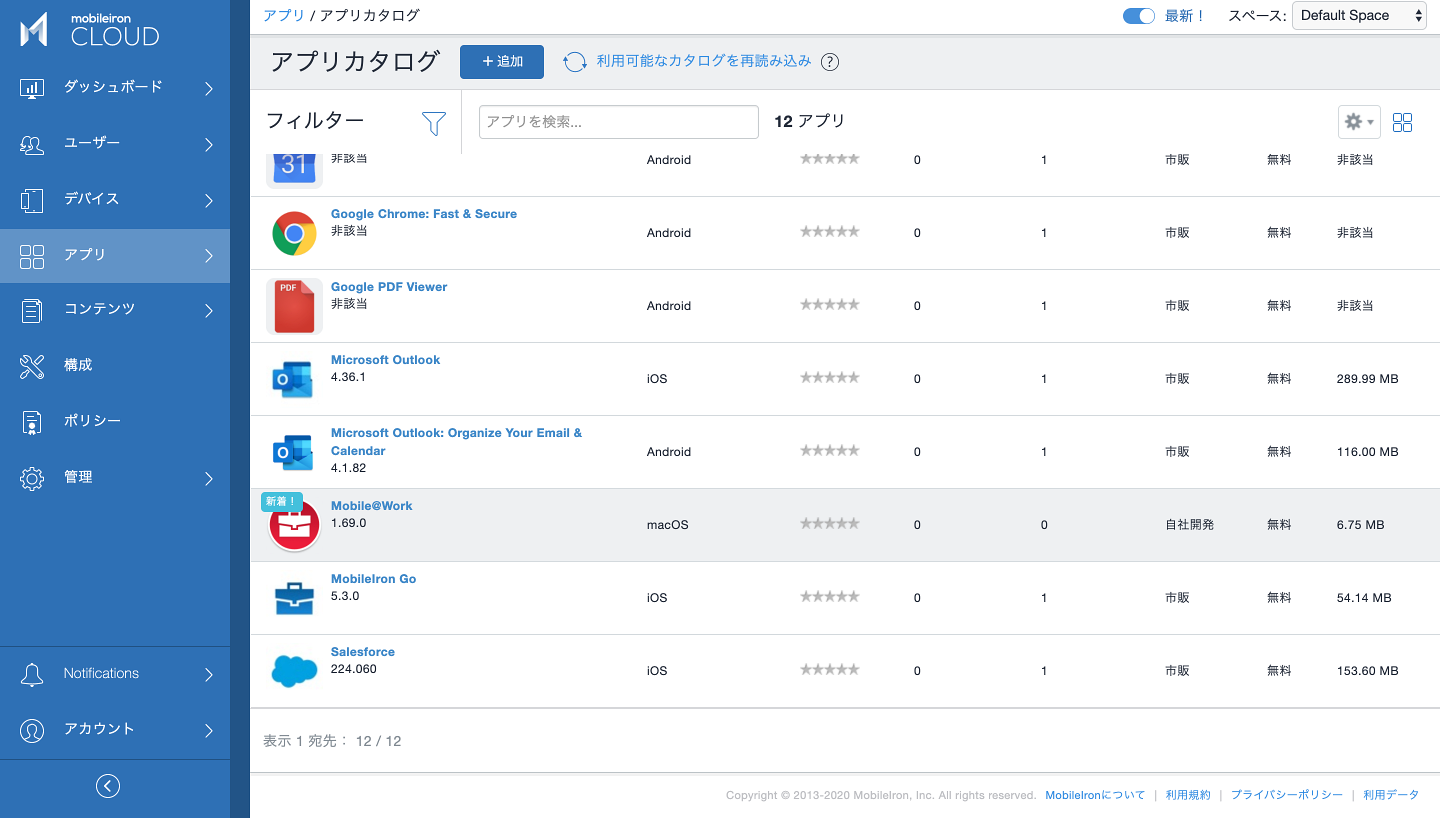 mobileiron
CLOUD
ダッシュボード
ユーザー
デバイス
アプリ
コンテンツ
構成
ポリシー
管理
Notifications
アカウント
アプリ / アプリカタログ
最新！
スペース: Default Space
アプリカタログ
＋追加
利用可能なカタログを再読み込み ?
フィルター
アプリを検索...
12 アプリ
31 非該当 Android 0 1 市販 無料 非該当
Google Chrome: Fast & Secure
非該当 Android 0 1 市販 無料 非該当
PDF
Google PDF Viewer
非該当 Android 0 1 市販 無料 非該当
Microsoft Outlook
4.36.1 iOS 0 1 市販 無料 289.99 MB
Microsoft Outlook: Organize Your Email &
Calendar
4.1.82 Android 0 1 市販 無料 116.00 MB
新着！
Mobile@Work
1.69.0 macOS 0 0 自社開発 無料 6.75 MB
MobileIron Go
5.3.0 iOS 0 1 市販 無料 54.14 MB
Salesforce
224.060 iOS 0 1 市販 無料 153.60 MB
表示 1 宛先： 12 / 12
Copyright © 2013-2020 MobileIron, Inc. All rights reserved. MobileIronについて | 利用規約 | プライバシーポリシー | 利用データ